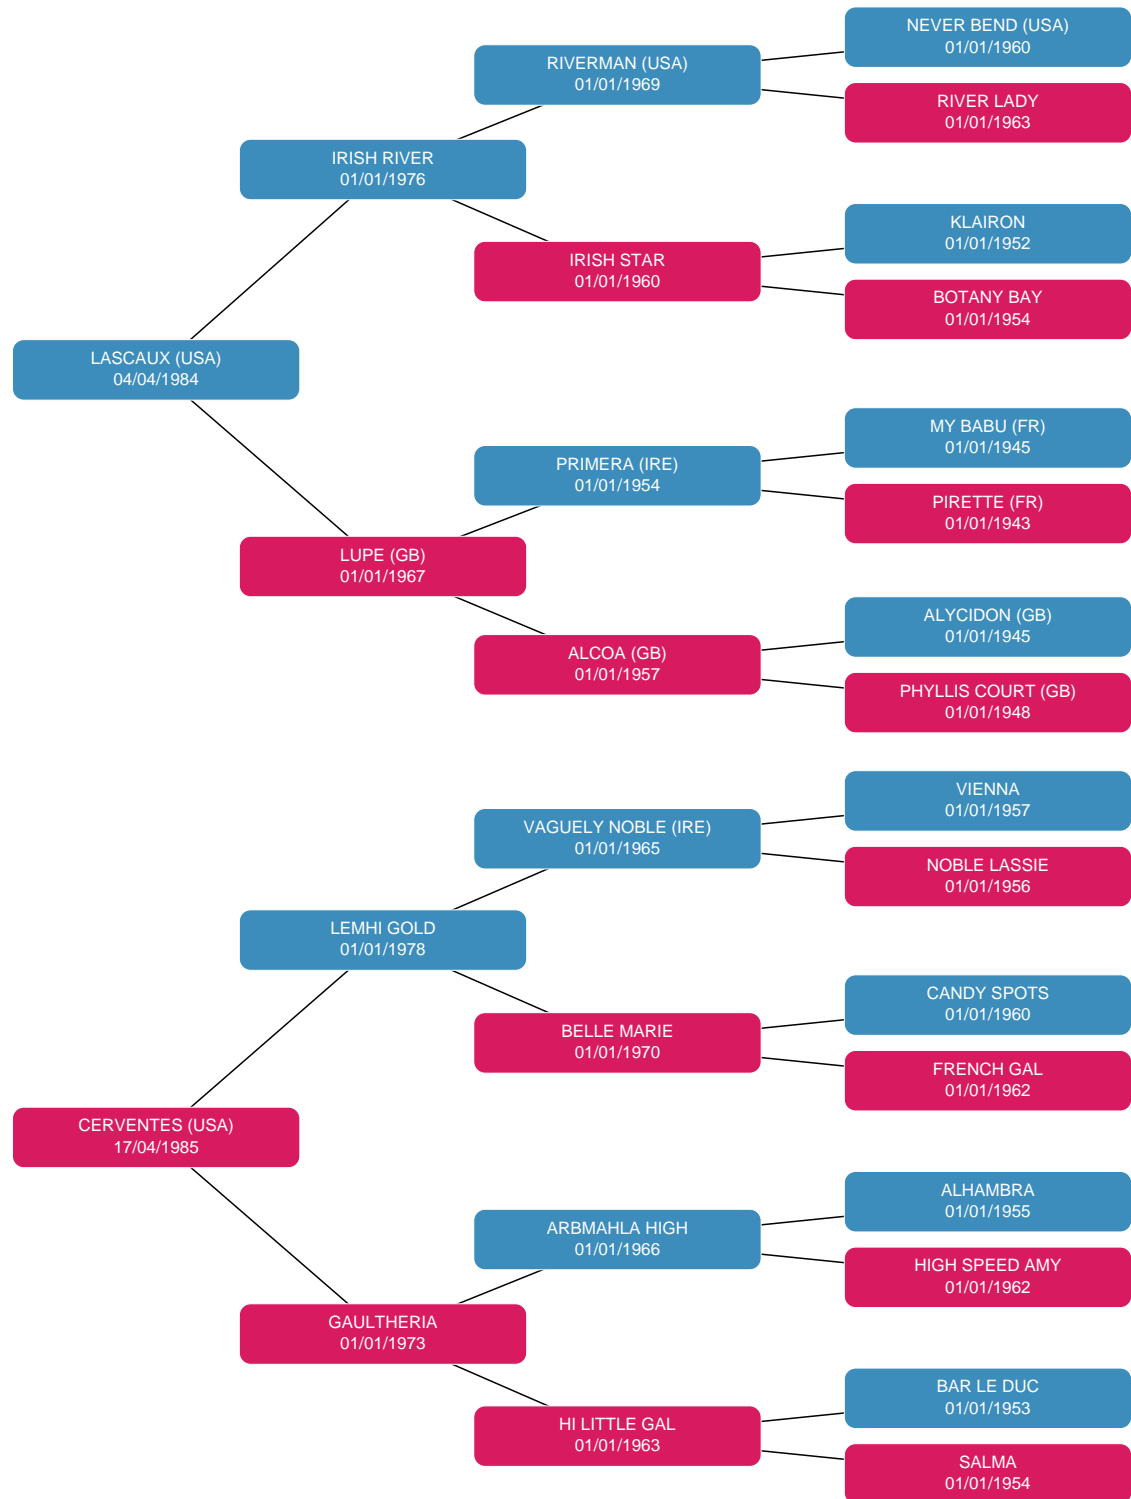 NEVER BEND (USA)
01/01/1960
RIVERMAN (USA)
01/01/1969
RIVER LADY
01/01/1963
IRISH RIVER
01/01/1976
KLAIRON
01/01/1952
IRISH STAR
01/01/1960
BOTANY BAY
01/01/1954
LASCAUX (USA)
04/04/1984
MY BABU (FR)
01/01/1945
PRIMERA (IRE)
01/01/1954
PIRETTE (FR)
01/01/1943
LUPE (GB)
01/01/1967
ALYCIDON (GB)
01/01/1945
ALCOA (GB)
01/01/1957
PHYLLIS COURT (GB)
01/01/1948
VIENNA
01/01/1957
VAGUELY NOBLE (IRE)
01/01/1965
NOBLE LASSIE
01/01/1956
LEMHI GOLD
01/01/1978
CANDY SPOTS
01/01/1960
BELLE MARIE
01/01/1970
FRENCH GAL
01/01/1962
CERVENTES (USA)
17/04/1985
ALHAMBRA
01/01/1955
ARBMAHLA HIGH
01/01/1966
HIGH SPEED AMY
01/01/1962
GAULTHERIA
01/01/1973
BAR LE DUC
01/01/1953
HI LITTLE GAL
01/01/1963
SALMA
01/01/1954